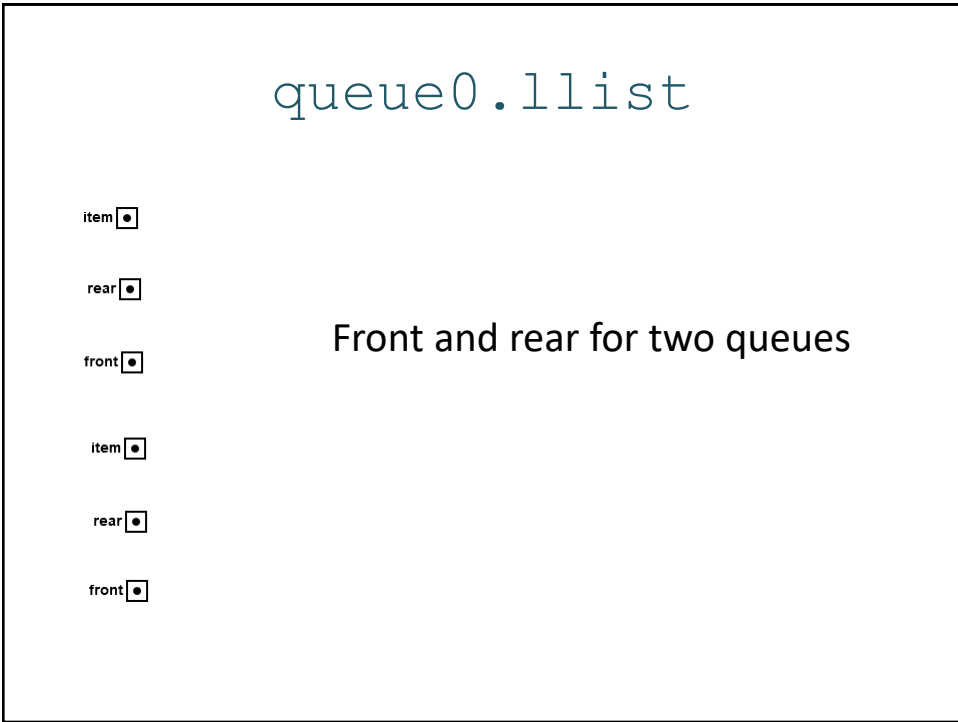 queue0.llist
item
rear
Front and rear for two queues
front
item
rear
front